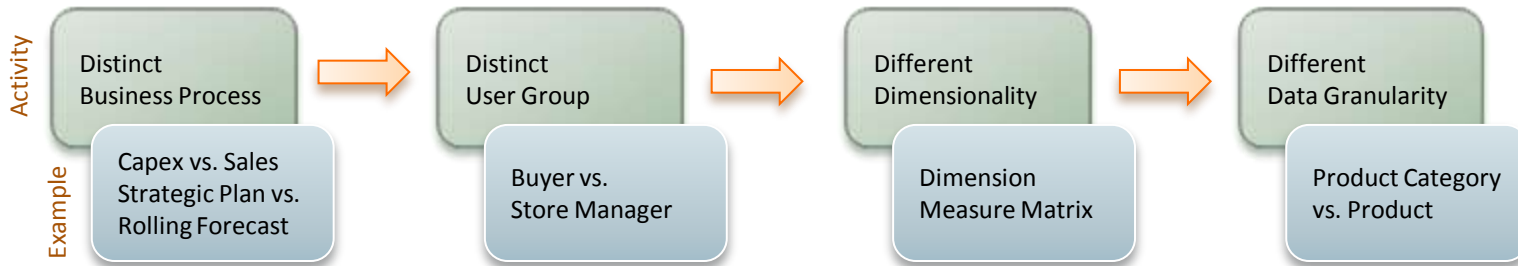 Activity
Distinct
Business Process
Distinct
User Group
Different
Dimensionality
Different
Data Granularity
Example
Capex vs. Sales
Strategic Plan vs.
Rolling Forecast
Buyer vs.
Store Manager
Dimension
Measure Matrix
Product Category
vs. Product